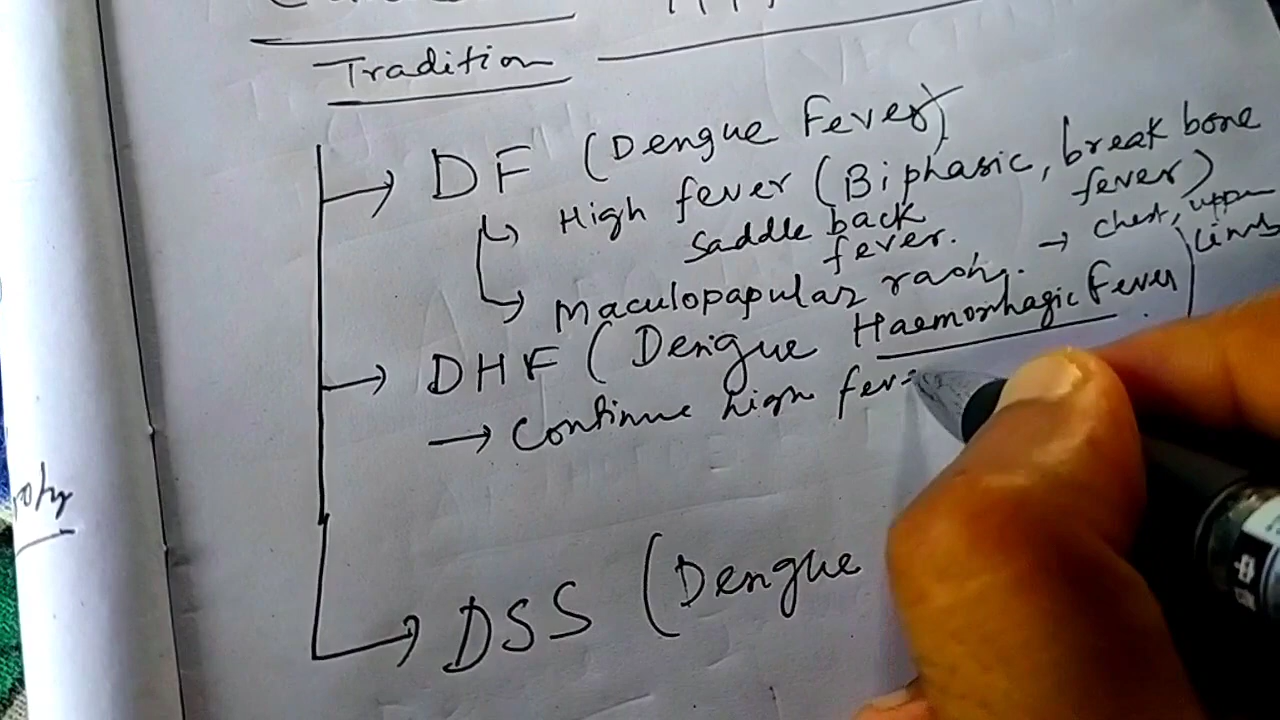 Tradition
DF (Dengue Fever)
High fever (Biphasic, break bone fever)
Saddle back fever.
Maculopapular rash. → chest, upper limbs
DHF (Dengue Haemorrhagic Fever)
→ Continue high fev
DSS (Dengue